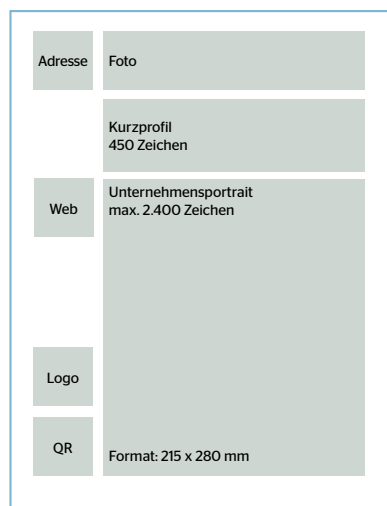 Adresse
Foto
Kurzprofil
450 Zeichen
Web
Unternehmensportrait
max. 2.400 Zeichen
Logo
QR
Format: 215 x 280 mm